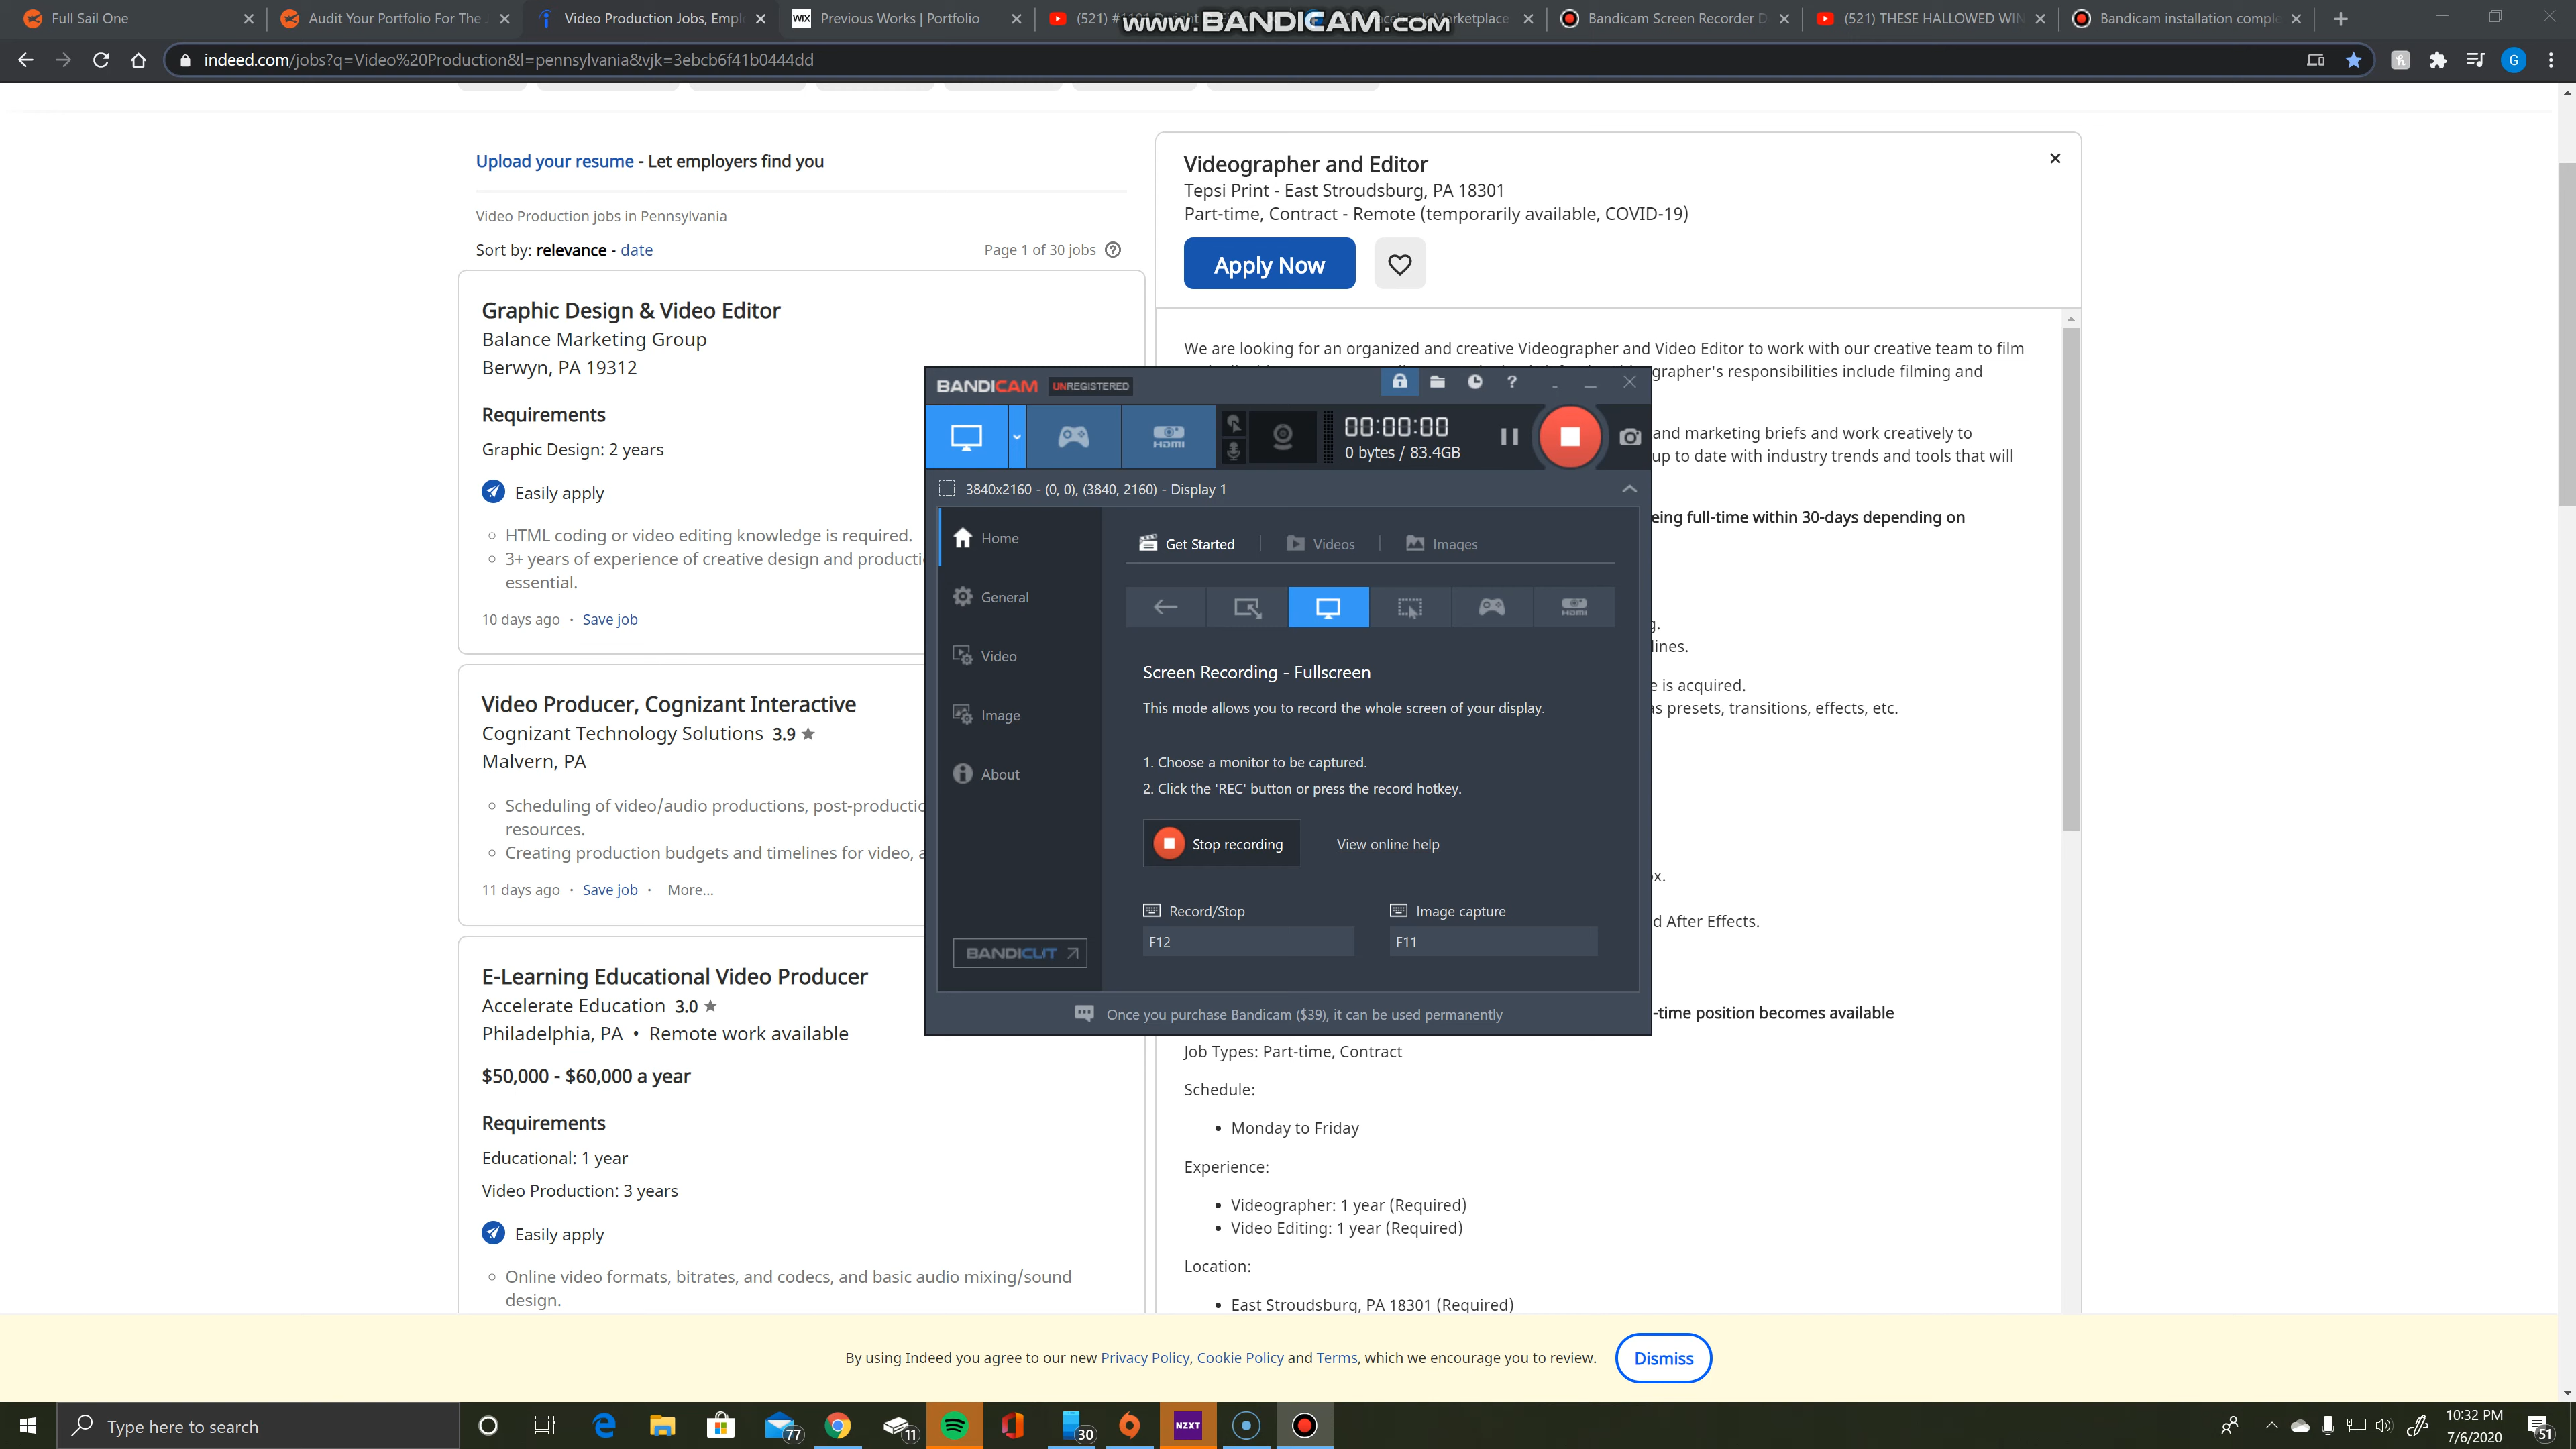 Full Sail One
Audit Your Portfolio For The
Video Production Jobs, Empl
Previous Works | Portfolio
(521) #1
www.BANDICAM.com
Marketplace
Bandicam Screen Recorder D
(521) THESE HALLOWED WIN
Bandicam installation comple
indeed.com/jobs?q=Video%20Production&l=pennsylvania&vjk=3ebcb6f41b0444dd
G
Upload your resume - Let employers find you
Video Production jobs in Pennsylvania
Sort by: relevance - date
Page 1 of 30 jobs
Graphic Design & Video Editor
Balance Marketing Group
Berwyn, PA 19312
Requirements
Graphic Design: 2 years
Easily apply
HTML coding or video editing knowledge is required.
3+ years of experience of creative design and producti
essential.
10 days ago · Save job
Video Producer, Cognizant Interactive
Cognizant Technology Solutions 3.9
Malvern, PA
Scheduling of video/audio productions, post-productio
resources.
Creating production budgets and timelines for video, a
11 days ago · Save job · More...
E-Learning Educational Video Producer
Accelerate Education 3.0
Philadelphia, PA • Remote work available
$50,000 - $60,000 a year
Requirements
Educational: 1 year
Video Production: 3 years
Easily apply
Online video formats, bitrates, and codecs, and basic audio mixing/sound
design.
Videographer and Editor
Tepsi Print - East Stroudsburg, PA 18301
Part-time, Contract - Remote (temporarily available, COVID-19)
Apply Now
We are looking for an organized and creative Videographer and Video Editor to work with our creative team to film
grapher's responsibilities include filming and
and marketing briefs and work creatively to
up to date with industry trends and tools that will
eing full-time within 30-days depending on
g.
lines.
e is acquired.
as presets, transitions, effects, etc.
x.
d After Effects.
-time position becomes available
Job Types: Part-time, Contract
Schedule:
Monday to Friday
Experience:
Videographer: 1 year (Required)
Video Editing: 1 year (Required)
Location:
East Stroudsburg, PA 18301 (Required)
BANDICAM UNREGISTERED
HDMI
00:00:00
0 bytes / 83.4GB
3840x2160 - (0, 0), (3840, 2160) - Display 1
Home
General
Video
Image
About
BANDICUT
Get Started
Videos
Images
HDMI
Screen Recording - Fullscreen
This mode allows you to record the whole screen of your display.
1. Choose a monitor to be captured.
2. Click the 'REC' button or press the record hotkey.
Stop recording
View online help
Record/Stop
Image capture
F12
F11
Once you purchase Bandicam ($39), it can be used permanently
By using Indeed you agree to our new Privacy Policy, Cookie Policy and Terms, which we encourage you to review.
Dismiss
Type here to search
77
11
30
NZXT
10:32 PM
7/6/2020
51